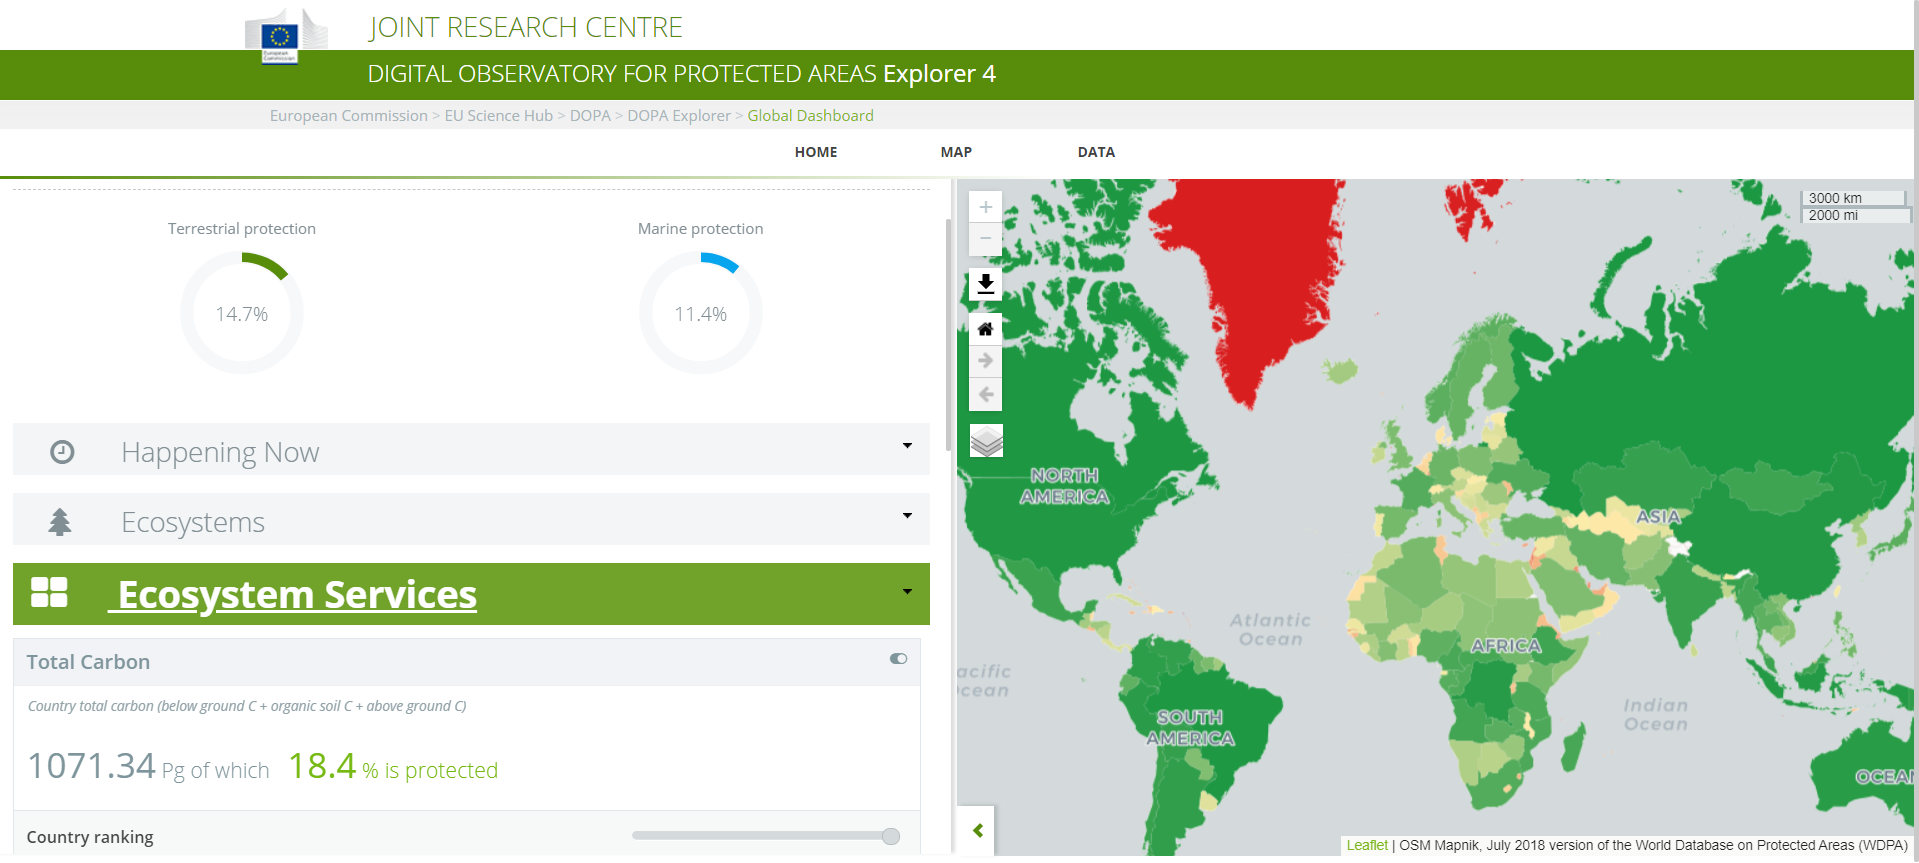 European
Commission
JOINT RESEARCH CENTRE
DIGITAL OBSERVATORY FOR PROTECTED AREAS Explorer 4
European Commission > EU Science Hub > DOPA > DOPA Explorer > Global Dashboard
HOME MAP DATA
Terrestrial protection Marine protection
14.7% 11.4%
Happening Now
Ecosystems
Ecosystem Services
Total Carbon
Country total carbon (below ground C + organic soil C + above ground C)
1071.34 Pg of which 18.4 % is protected
Country ranking
+
−
3000 km
2000 mi
NORTH
AMERICA
ASIA
Atlantic
Ocean
AFRICA
acific
cean
SOUTH
AMERICA
Indian
Ocean
OCEAN
Leaflet | OSM Mapnik, July 2018 version of the World Database on Protected Areas (WDPA)